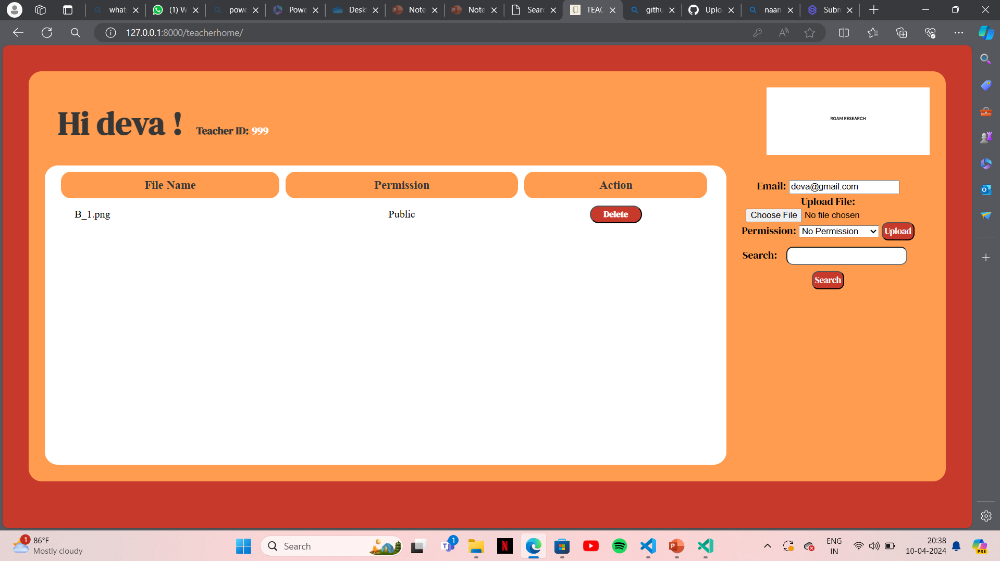 what
(1) W
powe
Powe
Desk
Note
Note
Sear
TEAC
githu
Uplo
naan
Subn
127.0.0.1:8000/teacherhome/
Hi deva !
Teacher ID: 999
ROAM RESEARCH
File Name
Permission
Action
B_1.png
Public
Delete
Email: deva@gmail.com
Upload File:
Choose File No file chosen
Permission: No Permission Upload
Search:
Search
1
86°F
Mostly cloudy
Search
1
ENG
IN
20:38
10-04-2024
PRE